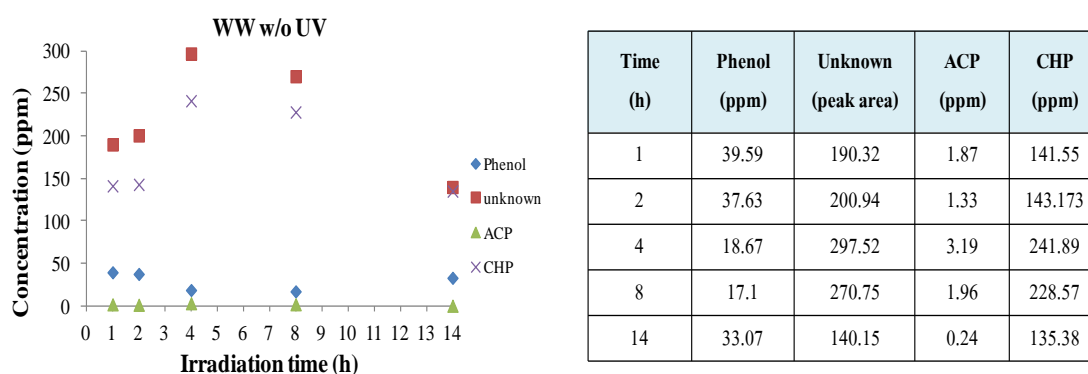 WW w/o UV
Concentration (ppm)
300
250
200
150
100
50
0
0 1 2 3 4 5 6 7 8 9 10 11 12 13 14
Irradiation time (h)
Phenol
unknown
ACP
CHP
Time (h) Phenol (ppm) Unknown (peak area) ACP (ppm) CHP (ppm)
1 39.59 190.32 1.87 141.55
2 37.63 200.94 1.33 143.173
4 18.67 297.52 3.19 241.89
8 17.1 270.75 1.96 228.57
14 33.07 140.15 0.24 135.38